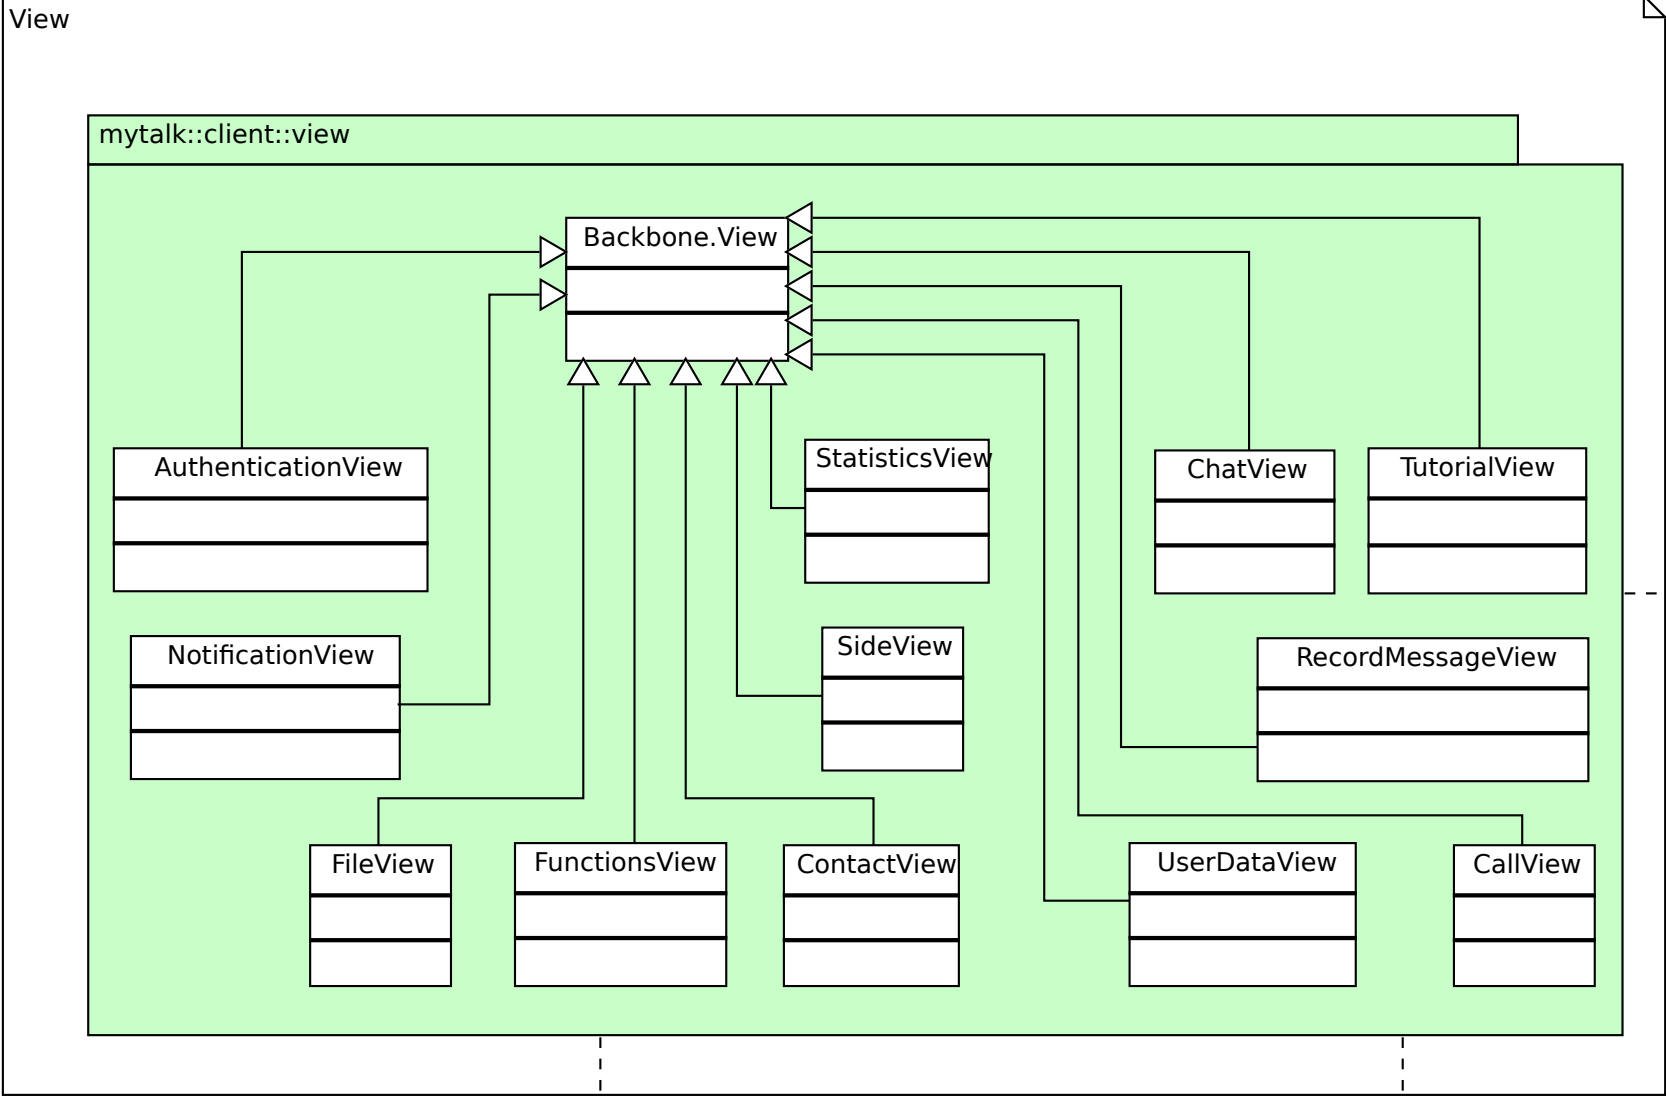 View
mytalk::client::view
Backbone.View
AuthenticationView
StatisticsView
ChatView
TutorialView
NotificationView
SideView
RecordMessageView
FileView
FunctionsView
ContactView
UserDataView
CallView